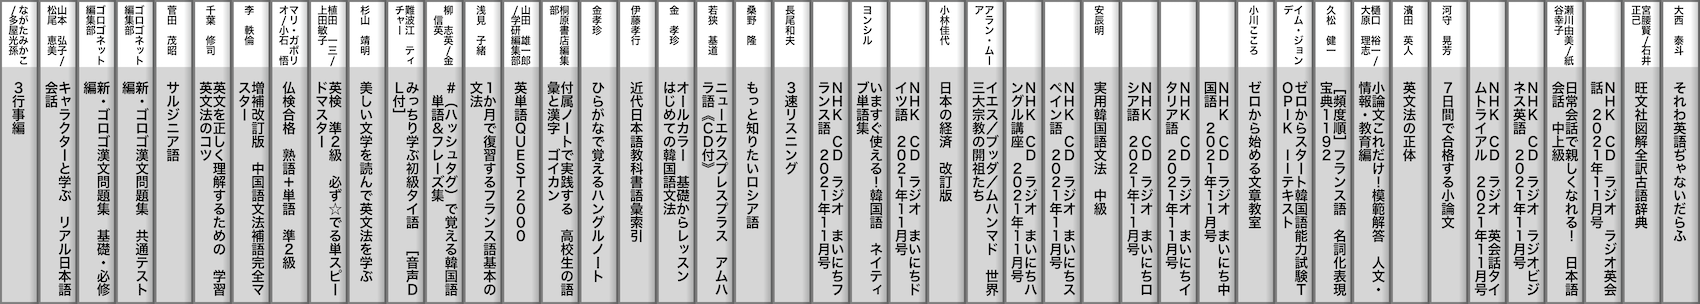 大西 泰斗
それわ英語ぢゃないだらふ
宮腰賢/石井
正己
旺文社図解全訳古語辞典
NHK CD ラジオ ラジオ英会
話 2021年11月号
瀬川由美/紙
谷幸子
日常会話で親しくなれる! 日本語
会話 中上級
NHK CD ラジオ ラジオビジ
ネス英語 2021年11月号
NHK CD ラジオ 英会話タイ
ムトライアル 2021年11月号
河守 晃芳
7日間で合格する小論文
濱田 英人
英文法の正体
樋口 裕一/
大原 理志
小論文これだけ!模範解答 人文・
情報・教育編
久松 健一
[頻度順]フランス語 名詞化表現
宝典1192
イム・ジョン
デ
ゼロからスタート韓国語能力試験T
OPIK IIテキスト
小川こころ
ゼロから始める文章教室
NHK CD ラジオ まいにち中
国語 2021年11月号
NHK CD ラジオ まいにちイ
タリア語 2021年11月号
NHK CD ラジオ まいにちロ
シア語 2021年11月号
安辰明
実用韓国語文法 中級
NHK CD ラジオ まいにちス
ペイン語 2021年11月号
NHK CD ラジオ まいにちハ
ングル講座 2021年11月号
アラン・ムー
ア
イエス/ブッダ/ムハンマド 世界
三大宗教の開祖たち
小林佳代
日本の経済 改訂版
NHK CD ラジオ まいにちド
イツ語 2021年11月号
ヨンシル
いますぐ使える!韓国語 ネイティ
ブ単語集
NHK CD ラジオ まいにちフ
ランス語 2021年11月号
長尾和夫
3速リスニング
桑野 隆
もっと知りたいロシア語
若狭 基道
ニューエクスプレスプラス アムハ
ラ語《CD付》
金 孝珍
オールカラー 基礎からレッスン
はじめての韓国語文法
伊藤孝行
近代日本語教科書語彙索引
金孝珍
ひらがなで覚えるハングルノート
桐原書店編集
部
付属ノートで実践する 高校生の語
彙と漢字 ゴイカン
山田 雄一郎
/学研編集部
英単語QUEST2000
浅見 子緒
1か月で復習するフランス語基本の
文法
柳 志英/金
信英
#(ハッシュタグ)で覚える韓国語
単語&フレーズ集
難波江 ティ
チャー
みっちり学ぶ初級タイ語 [音声D
L付]
杉山 靖明
美しい文学を読んで英文法を学ぶ
植田 一三/
上田敏子
英検 準2級 必ず☆でる単スピー
ドマスター
マリ・ガボリ
オ/小石 悟
仏検合格 熟語+単語 準2級
李 軼倫
増補改訂版 中国語文法補語完全マ
スター
千葉 修司
英文を正しく理解するための 学習
英文法のコツ
菅田 茂昭
サルジニア語
ゴロゴネット
編集部
新・ゴロゴ漢文問題集 共通テスト
編
ゴロゴネット
編集部
新・ゴロゴ漢文問題集 基礎・必修
編
山本 弘子/
松尾 恵美
キャラクターと学ぶ リアル日本語
会話
ながたみかこ
/多屋光孫
3行事編